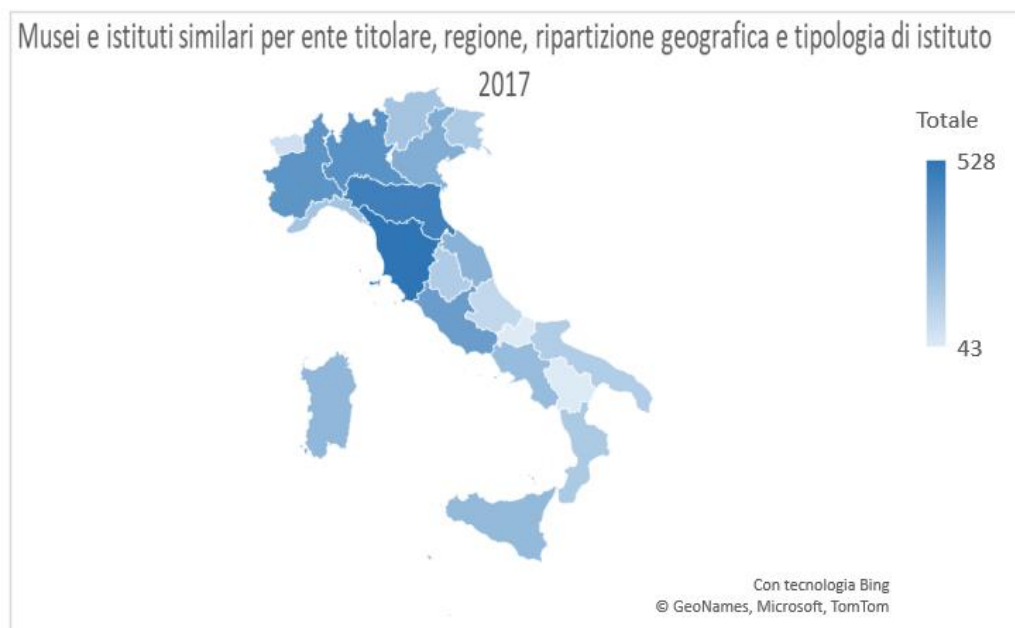 Musei e istituti similari per ente titolare, regione, ripartizione geografica e tipologia di istituto
2017
Totale
528
43
Con tecnologia Bing
© GeoNames, Microsoft, TomTom